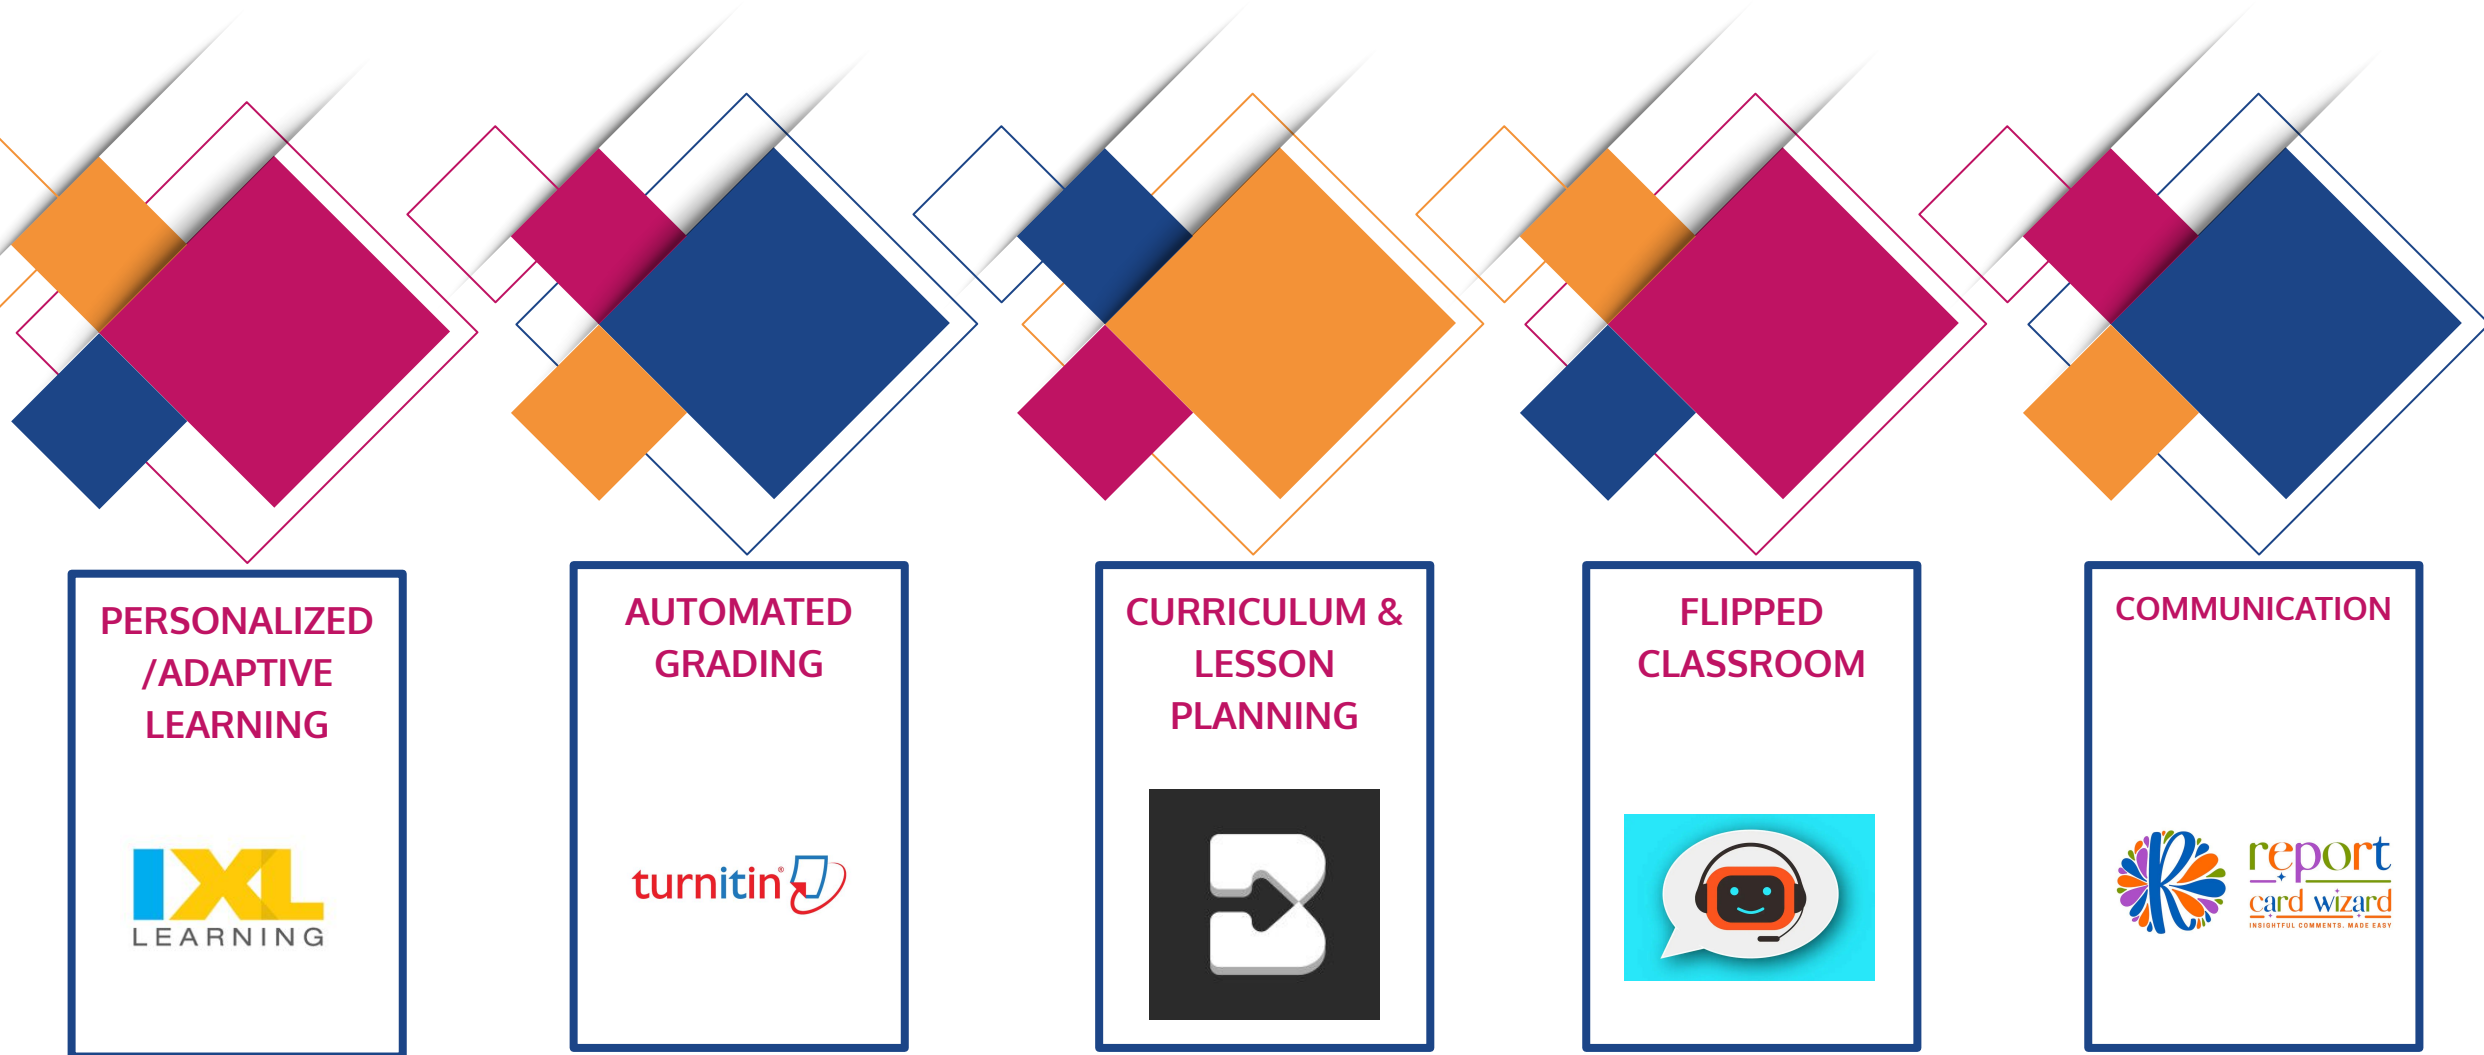 PERSONALIZED
/ADAPTIVE
LEARNING
IXL
LEARNING
AUTOMATED
GRADING
turnitin®
CURRICULUM &
LESSON
PLANNING
B
FLIPPED
CLASSROOM
COMMUNICATION
R
report
card wizard
INSIGHTFUL COMMENTS. MADE EASY